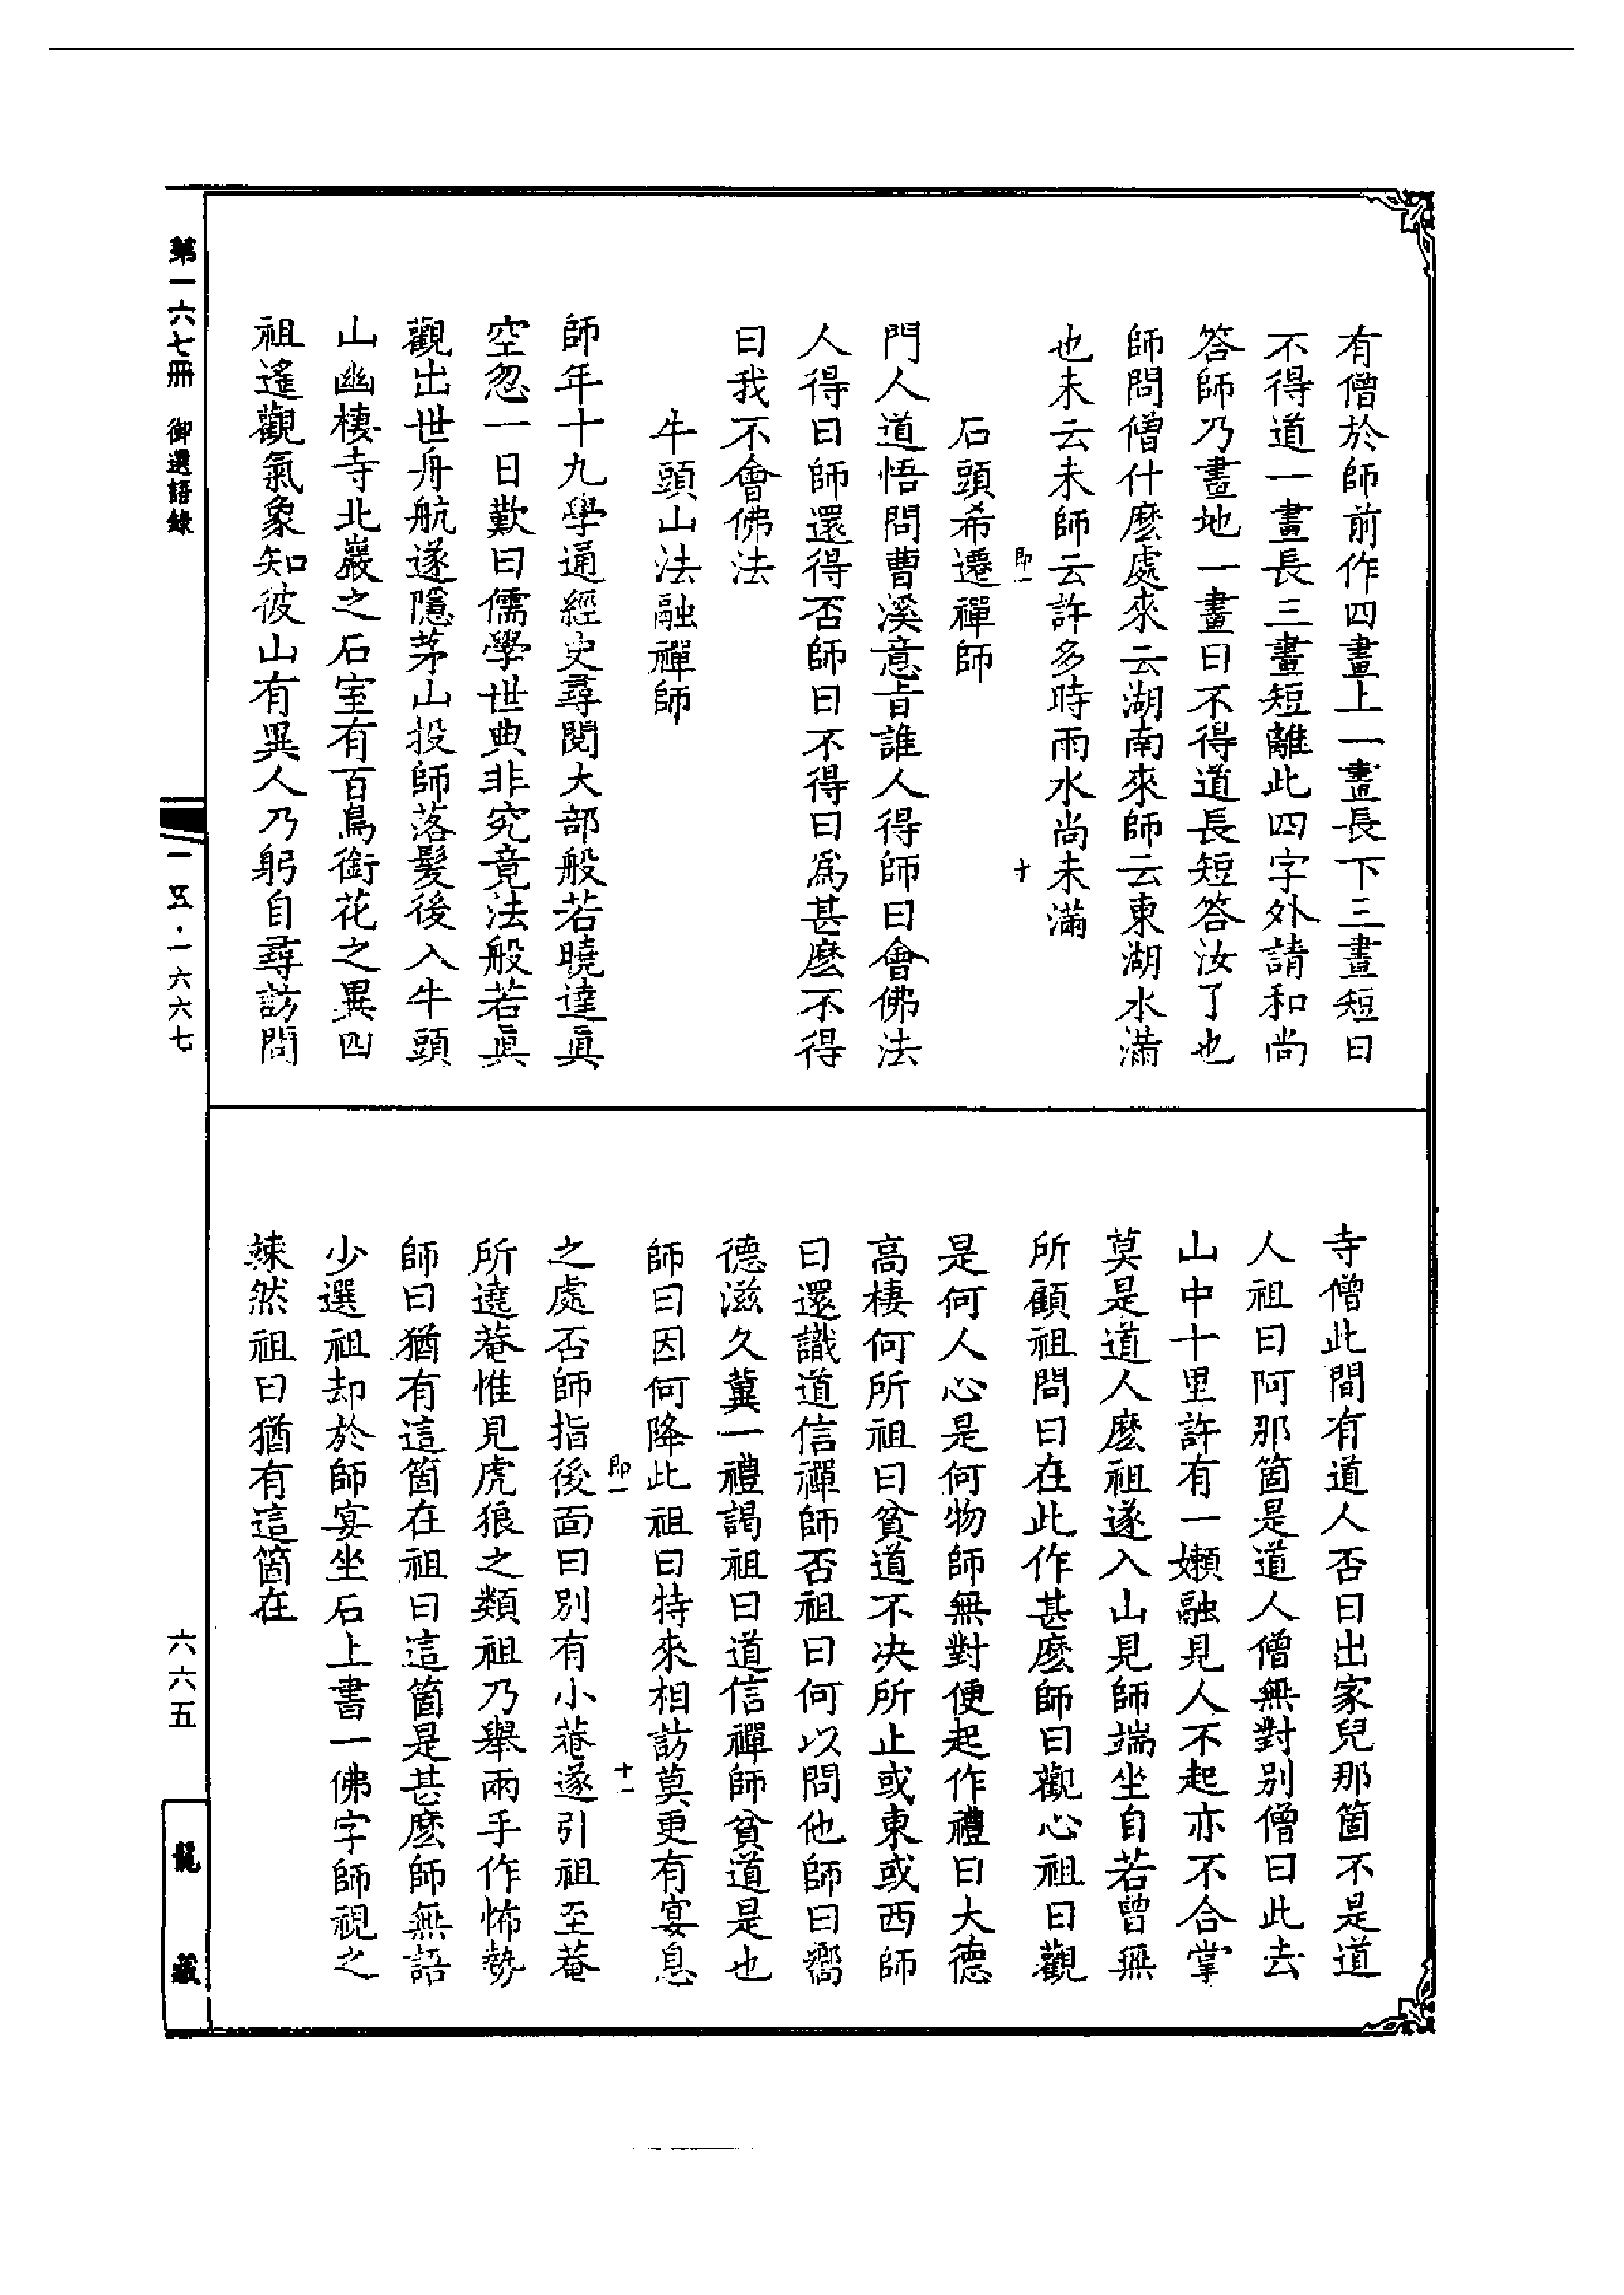 有僧於師前作四畫上一畫長下三畫短曰
不得道一畫長三畫短離此四字外請和尚
答師乃畫地一畫曰不得道長短答汝了也
師問僧什麽處來云湖南來師云東湖水滿
也未云未師云許多時雨水尚未滿
即一
十
石頭希遷禪師
門人道悟問曹溪意旨誰人得師曰會佛法
人得曰師還得否師曰不得曰爲甚麽不得
曰我不會佛法
牛頭山法融禪師
師年十九學通經史尋閱大部般若曉達眞
空忽一日歎曰儒學世典非究竟法般若眞
觀出世舟航遂隱茅山投師落髮後入牛頭
山幽棲寺北巖之石室有百鳥銜花之異四
祖遙觀氣象知彼山有異人乃躬自尋訪問
寺僧此間有道人否曰出家兒那箇不是道
人祖曰阿那箇是道人僧無對别僧曰此去
山中十里許有一嬾融見人不起亦不合掌
莫是道人麽祖遂入山見師端坐自若曾無
所顧祖問曰在此作甚麽師曰觀心祖曰觀
是何人心是何物師無對便起作禮曰大德
高棲何所祖曰貧道不决所止或東或西師
曰還識道信禪師否祖曰何以問他師曰嚮
德滋久冀一禮謁祖曰道信禪師貧道是也
師曰因何降此祖曰特來相訪莫更有宴息
即一
十一
之處否師指後面曰別有小菴遂引祖至菴
所遶菴惟見虎狼之類祖乃舉兩手作怖勢
師曰猶有這箇在祖曰這箇是甚麽師無語
少選祖却於師宴坐石上書一佛字師視之
竦然祖曰猶有這箇在
第一六七冊 御選語錄
一五·一六六七
六六五
龍藏